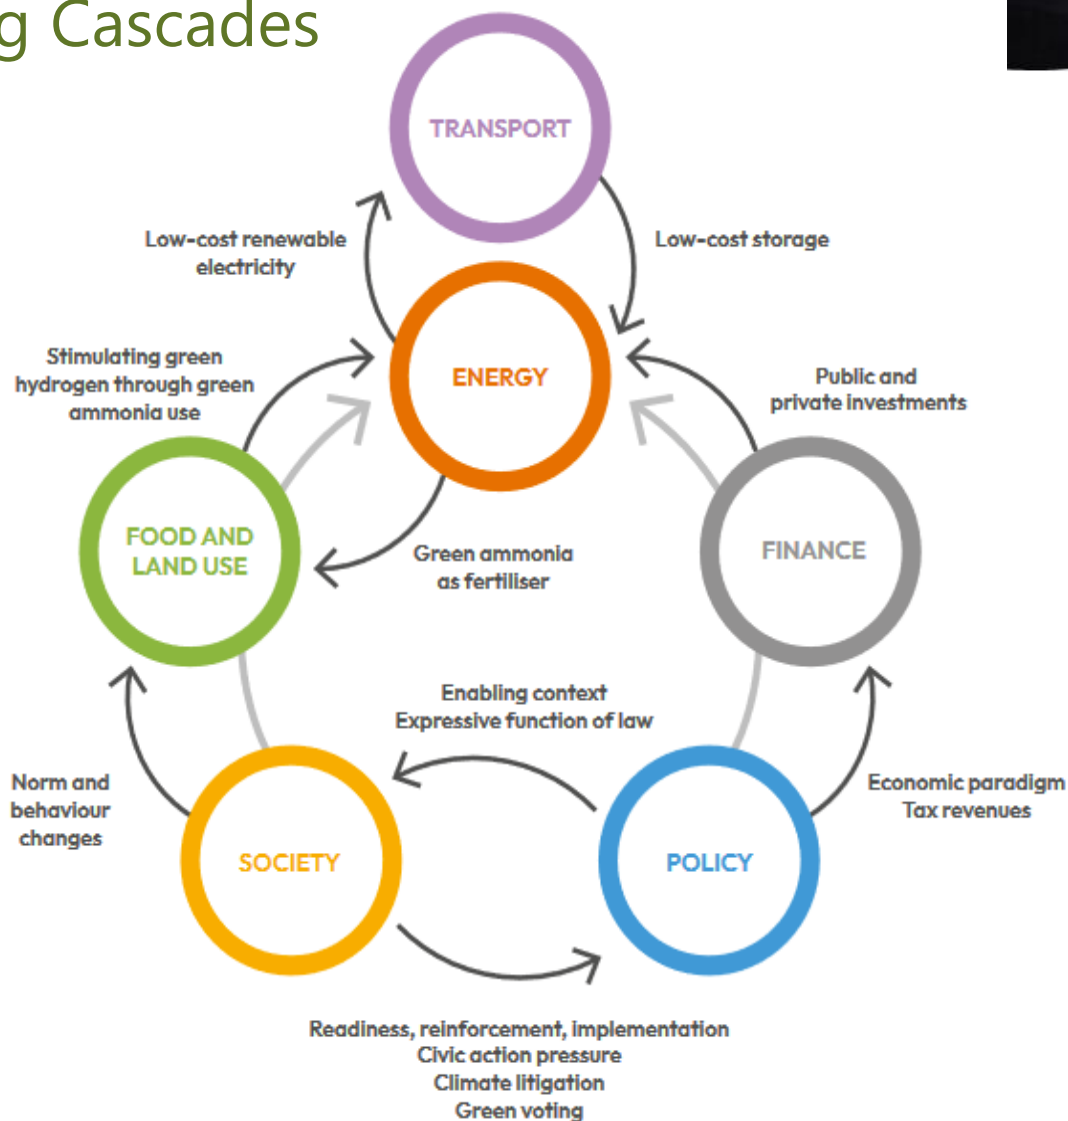 g Cascades
TRANSPORT
Low-cost renewable
electricity
Low-cost storage
Stimulating green
hydrogen through green
ammonia use
ENERGY
Public and
private investments
FOOD AND
LAND USE
Green ammonia
as fertiliser
FINANCE
Enabling context
Expressive function of law
Norm and
behaviour
changes
Economic paradigm
Tax revenues
SOCIETY
POLICY
Readiness, reinforcement, implementation
Civic action pressure
Climate litigation
Green voting